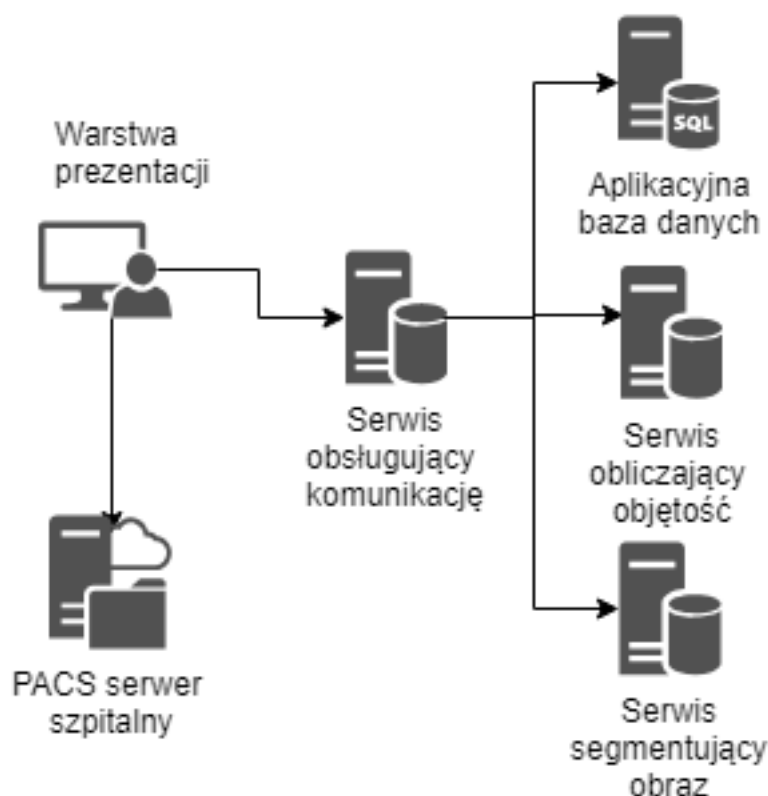 Warstwa
prezentacji
SQL
Aplikacyjna
baza danych
Serwis
obsługujący
komunikację
Serwis
obliczający
objętość
PACS serwer
szpitalny
Serwis
segmentujący
obraz